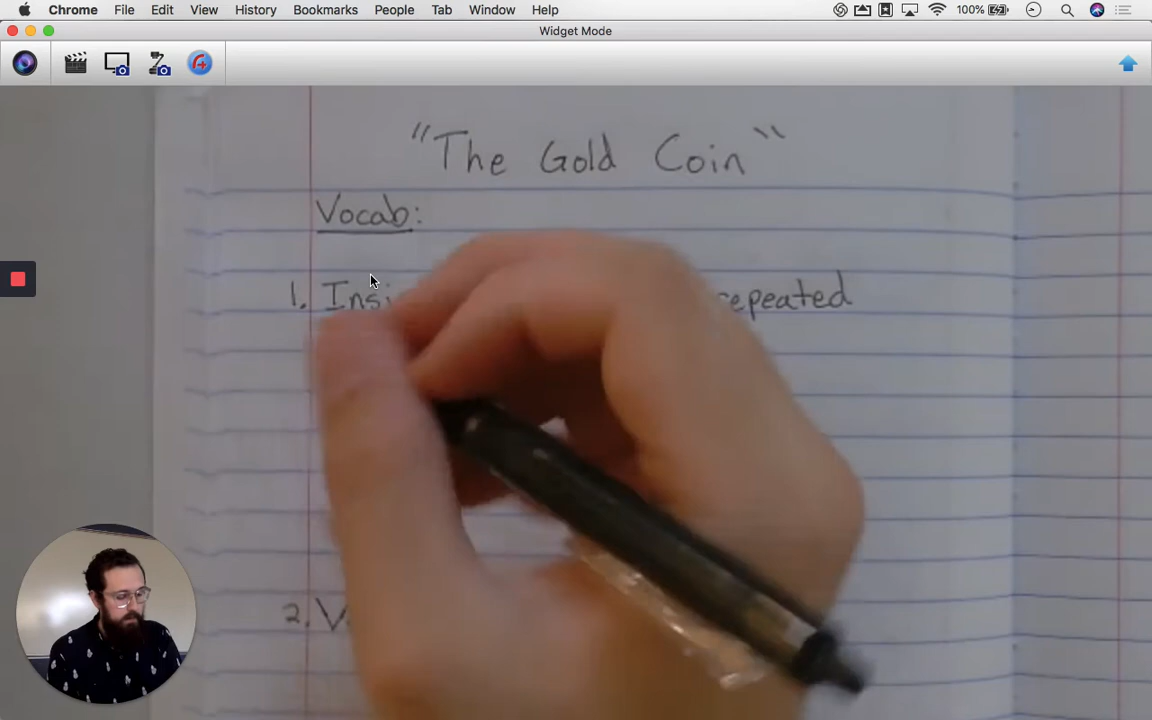 Chrome File Edit View History Bookmarks People Tab Window Help 100%
Widget Mode
"The Gold Coin"
Vocab:
1. repeated
2.